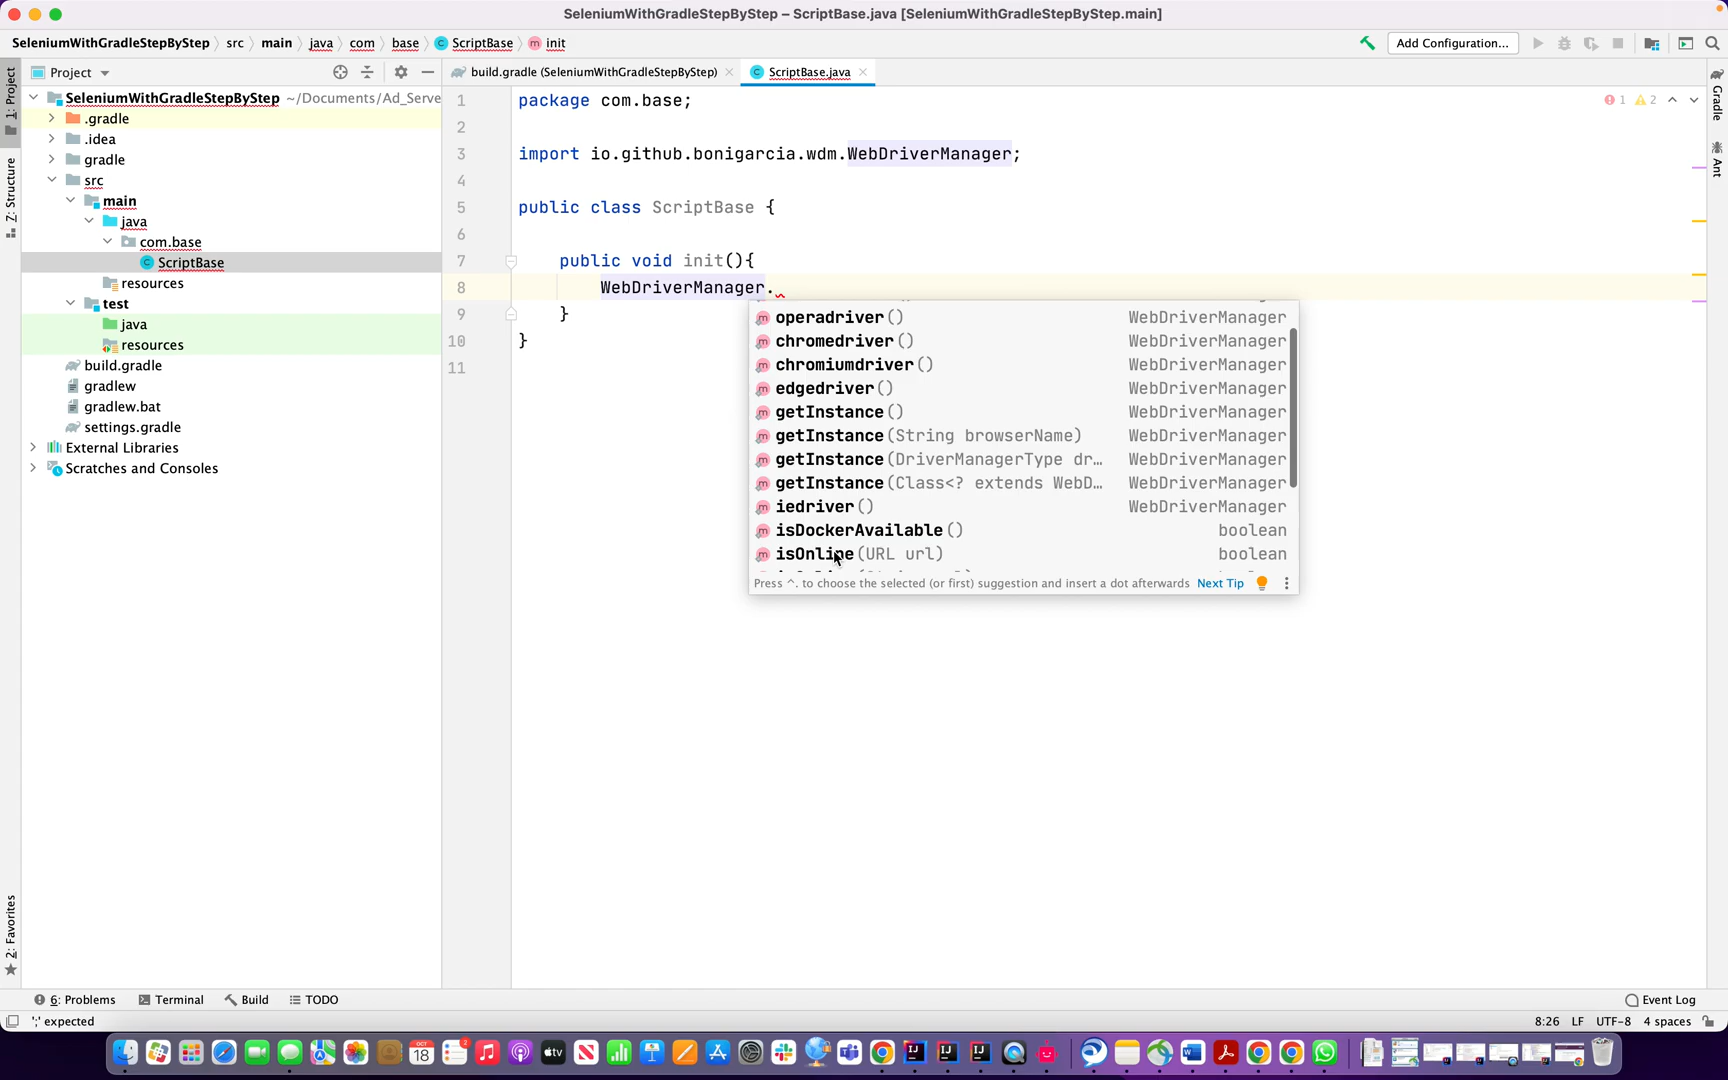 SeleniumWithGradleStepByStep – ScriptBase.java [SeleniumWithGradleStepByStep.main]
SeleniumWithGradleStepByStep src main java com base ScriptBase init
Add Configuration...
Project
build.gradle (SeleniumWithGradleStepByStep)
ScriptBase.java
1: Project
Z: Structure
2: Favorites
SeleniumWithGradleStepByStep ~/Documents/Ad_Serve
.gradle
.idea
gradle
src
main
java
com.base
ScriptBase
resources
test
java
resources
build.gradle
gradlew
gradlew.bat
settings.gradle
External Libraries
Scratches and Consoles
1 package com.base;
2
3 import io.github.bonigarcia.wdm.WebDriverManager;
4
5 public class ScriptBase {
6
7 public void init(){
8 WebDriverManager.
9 }
10 }
11
1 2
operadriver() WebDriverManager
chromedriver() WebDriverManager
chromiumdriver() WebDriverManager
edgedriver() WebDriverManager
getInstance() WebDriverManager
getInstance(String browserName) WebDriverManager
getInstance(DriverManagerType dr… WebDriverManager
getInstance(Class<? extends WebD… WebDriverManager
iedriver() WebDriverManager
isDockerAvailable() boolean
isOnline(URL url) boolean
Press ^. to choose the selected (or first) suggestion and insert a dot afterwards Next Tip
Gradle
Ant
6: Problems Terminal Build TODO
Event Log
';' expected
8:26 LF UTF-8 4 spaces
OCT
18
2
tv